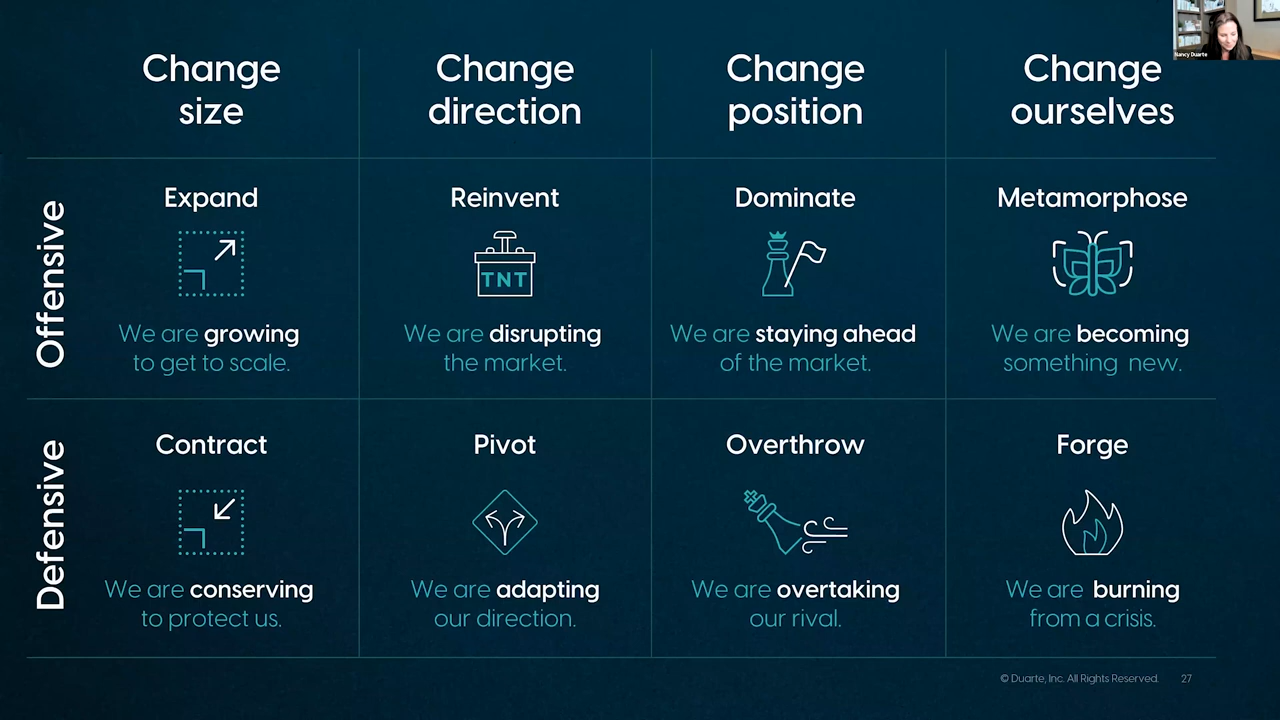 Nancy Duarte
Change
size
Change
direction
Change
position
Change
ourselves
Offensive
Expand
We are growing
to get to scale.
Reinvent
TNT
We are disrupting
the market.
Dominate
We are staying ahead
of the market.
Metamorphose
We are becoming
something new.
Defensive
Contract
We are conserving
to protect us.
Pivot
We are adapting
our direction.
Overthrow
We are overtaking
our rival.
Forge
We are burning
from a crisis.
© Duarte, Inc. All Rights Reserved. 27